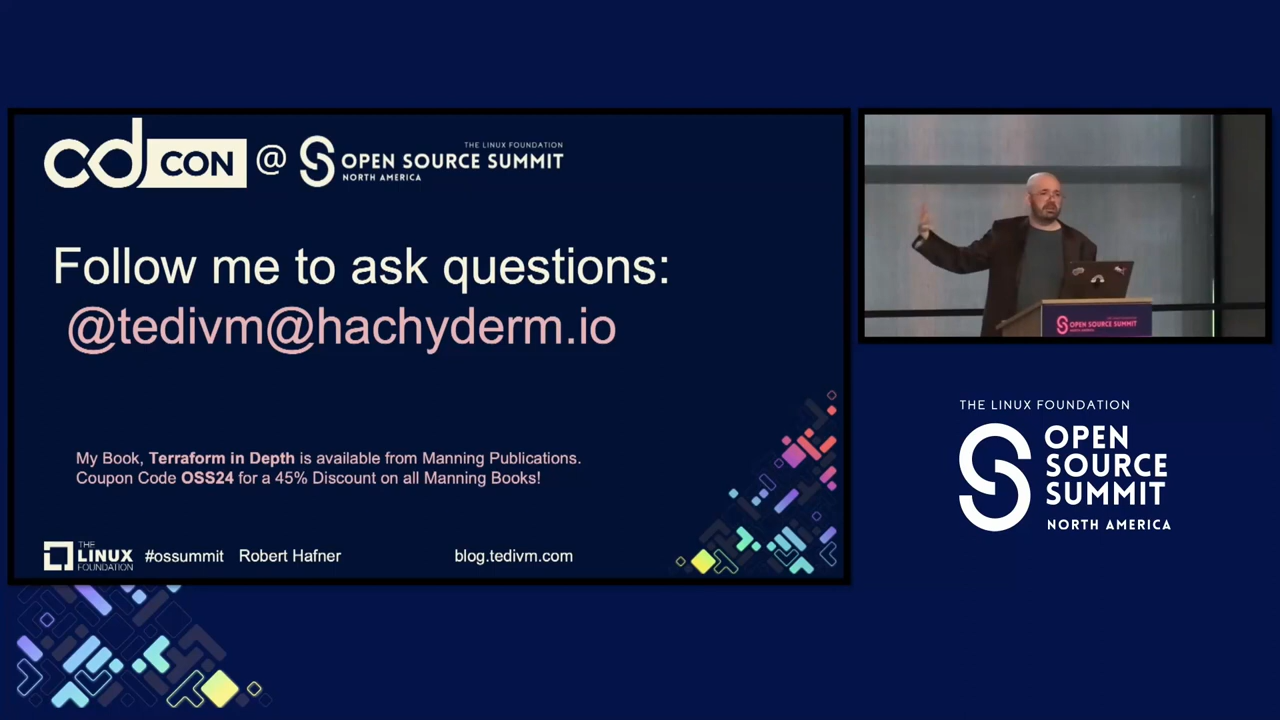 cd CON @ THE LINUX FOUNDATION
OPEN SOURCE SUMMIT
NORTH AMERICA
Follow me to ask questions:
@tedivm@hachyderm.io
My Book, Terraform in Depth is available from Manning Publications.
Coupon Code OSS24 for a 45% Discount on all Manning Books!
THE
LINUX
FOUNDATION
#ossummit Robert Hafner blog.tedivm.com
OPEN SOURCE SUMMIT
THE LINUX FOUNDATION
OPEN
SOURCE
SUMMIT
NORTH AMERICA